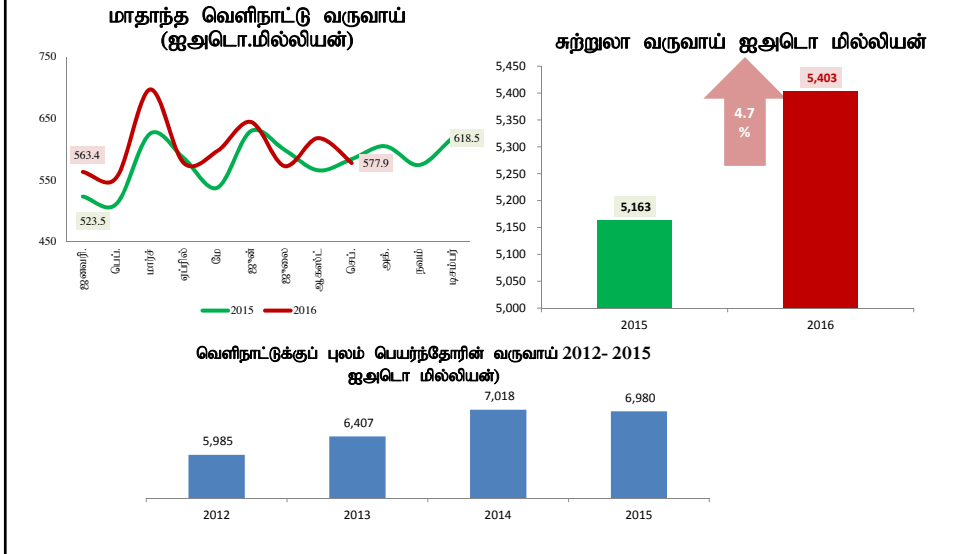 மாதாந்த வெளிநாட்டு வருவாய்
(ஐஅடொ.மில்லியன்)
750
650
550
450
563.4
523.5
577.9
618.5
ஜனவரி.
பெப்.
மார்ச்
ஏப்ரில்
மே
ஜுன்
ஜுலை
ஆகஸ்ட்
செப்.
அக்.
நவம்
டிசம்பர்
2015 2016
சுற்றுலா வருவாய் ஐஅடொ மில்லியன்
5,450
5,400
5,350
5,300
5,250
5,200
5,150
5,100
5,050
5,000
5,163
4.7
%
5,403
2015 2016
வெளிநாட்டுக்குப் புலம் பெயர்ந்தோரின் வருவாய் 2012- 2015
ஐஅடொ மில்லியன்)
5,985 6,407 7,018 6,980
2012 2013 2014 2015